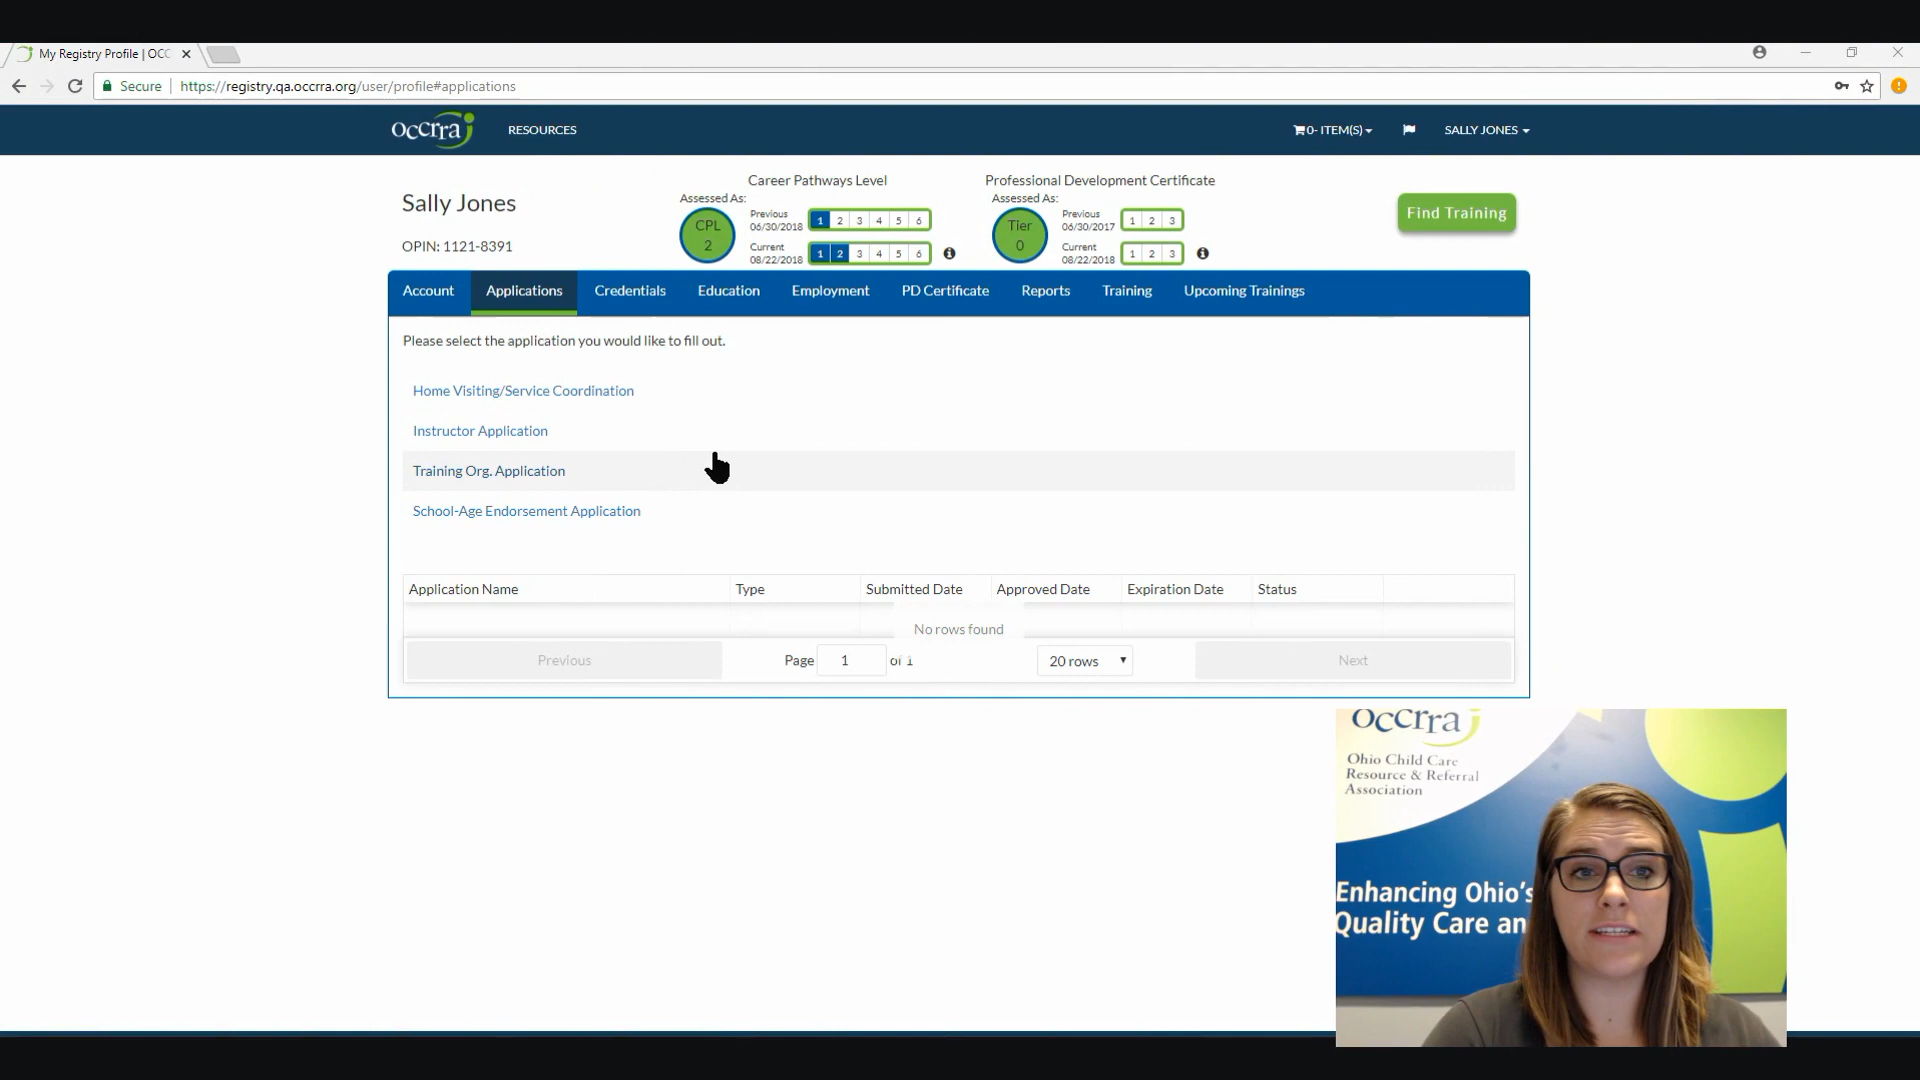 My Registry Profile | OCC
Secure https://registry.qa.occrra.org/user/profile#applications
occrra RESOURCES 0- ITEM(S) SALLY JONES
Career Pathways Level Professional Development Certificate
Sally Jones
OPIN: 1121-8391
Assessed As:
CPL
2
Previous
06/30/2018
1 2 3 4 5 6
Current
08/22/2018
1 2 3 4 5 6
Assessed As:
Tier
0
Previous
06/30/2017
1 2 3
Current
08/22/2018
1 2 3
Find Training
Account Applications Credentials Education Employment PD Certificate Reports Training Upcoming Trainings
Please select the application you would like to fill out.
Home Visiting/Service Coordination
Instructor Application
Training Org. Application
School-Age Endorsement Application
Application Name Type Submitted Date Approved Date Expiration Date Status
No rows found
Previous Page 1 of 1 20 rows Next
occrra
Ohio Child Care
Resource & Referral
Association
Enhancing Ohio's
Quality Care an